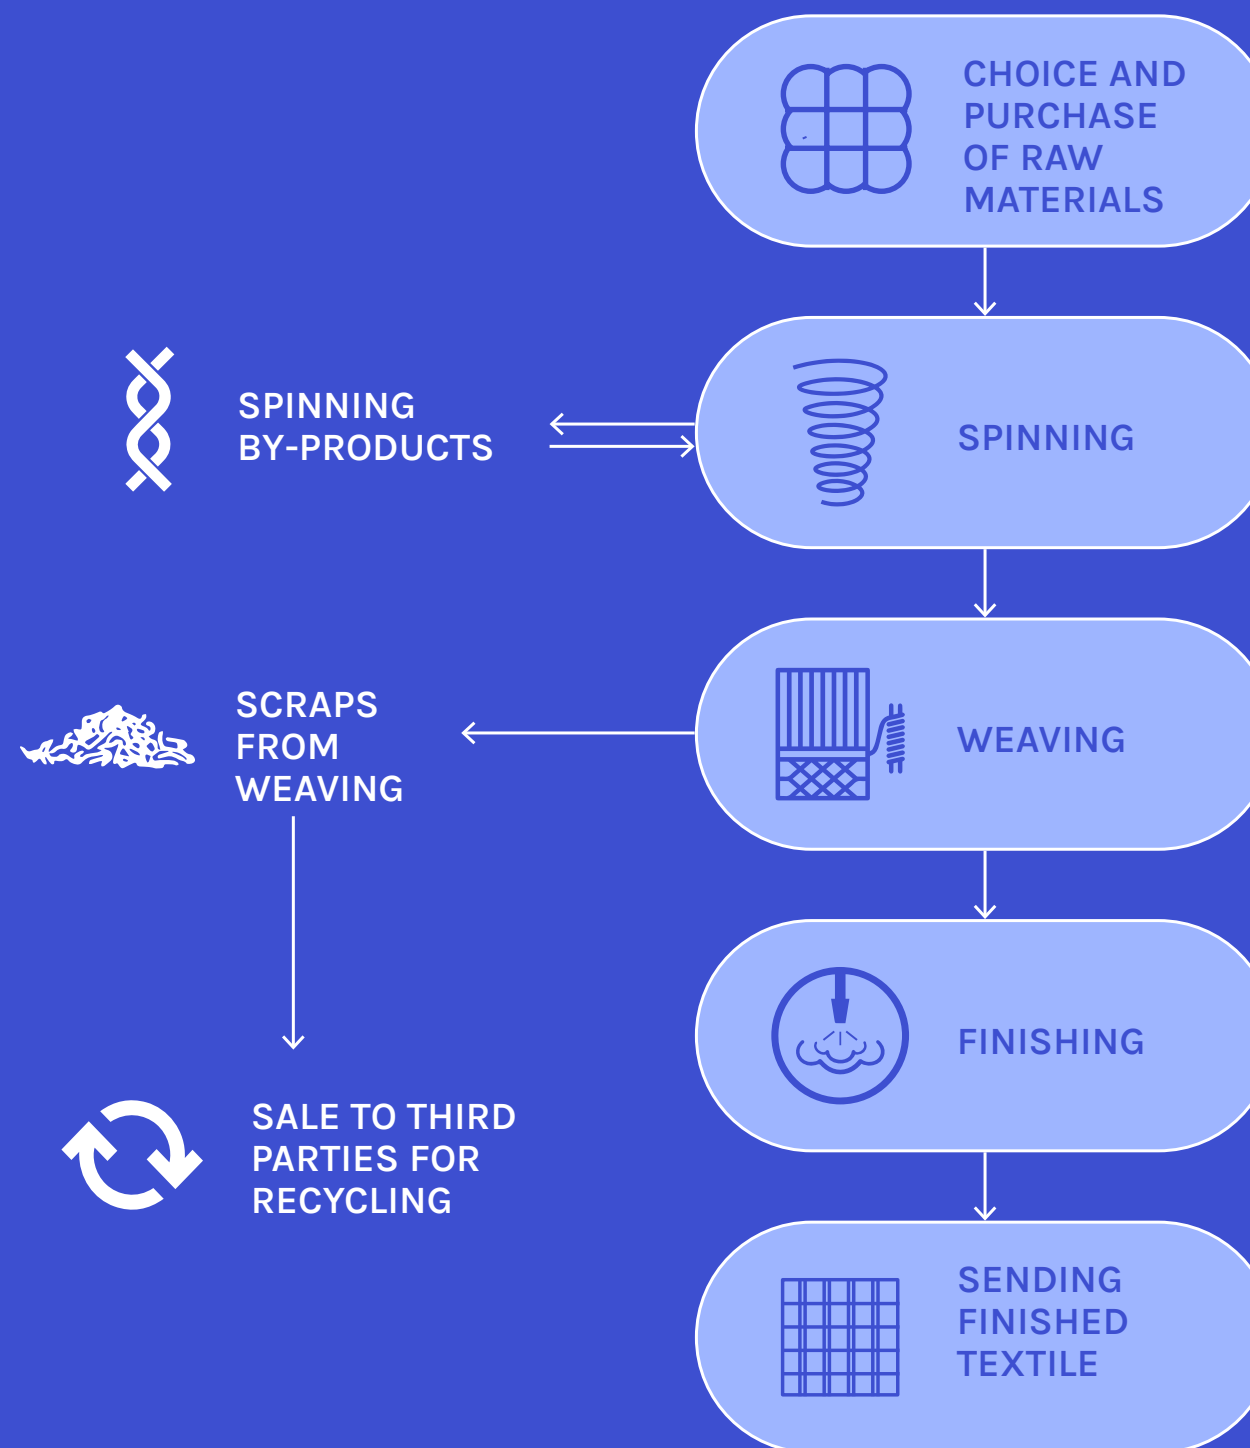 CHOICE AND
PURCHASE
OF RAW
MATERIALS
SPINNING
BY-PRODUCTS
SPINNING
SCRAPS
FROM
WEAVING
WEAVING
FINISHING
SALE TO THIRD
PARTIES FOR
RECYCLING
SENDING
FINISHED
TEXTILE